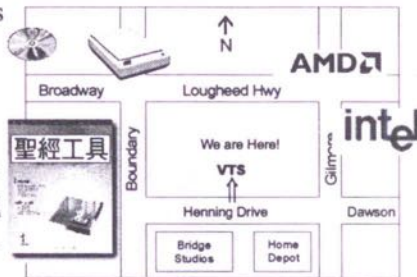 s
N
AMD
Broadway
Lougheed Hwy
intel
聖經工具
Boundary
We are Here!
VTS
Gilmore
Henning Drive
Dawson
Bridge
Studios
Home
Depot